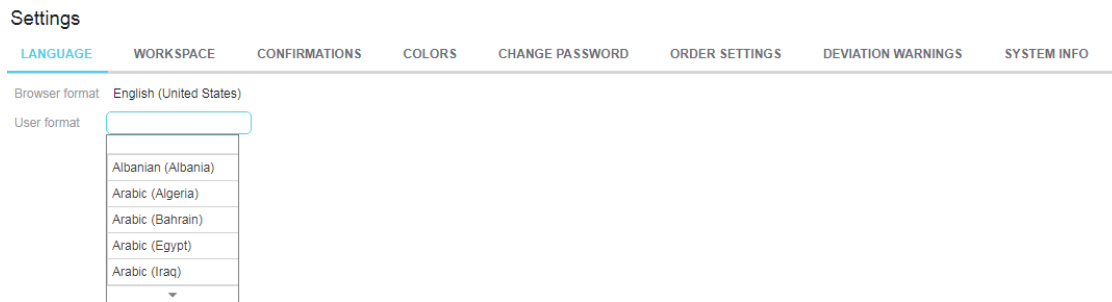 Settings
LANGUAGE WORKSPACE CONFIRMATIONS COLORS CHANGE PASSWORD ORDER SETTINGS DEVIATION WARNINGS SYSTEM INFO
Browser format English (United States)
User format
Albanian (Albania)
Arabic (Algeria)
Arabic (Bahrain)
Arabic (Egypt)
Arabic (Iraq)